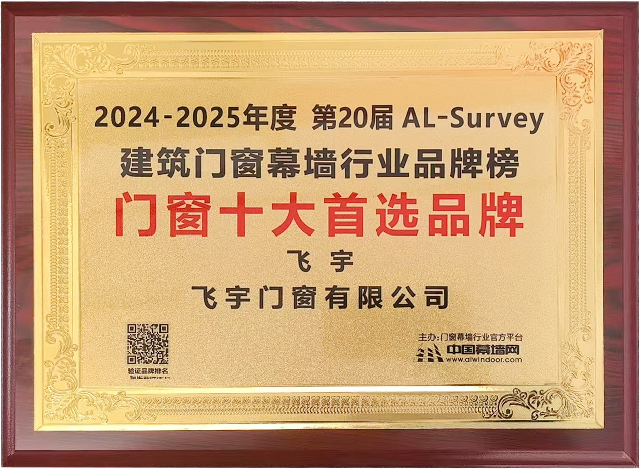 2024-2025年度 第20届 AL-Survey
建筑门窗幕墙行业品牌榜
门窗十大首选品牌
飞宇
飞宇门窗有限公司
验证品牌排名
主办:门窗幕墙行业官方平台
中国幕墙网
www.alwindoor.com